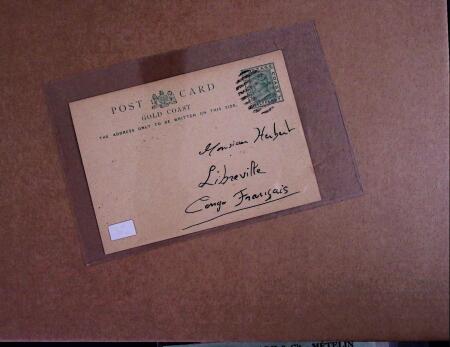 POST CARD
GOLD COAST
THE ADDRESS ONLY TO BE WRITTEN ON THIS SIDE.
Monsieur Herbert
Libreville
Congo Français